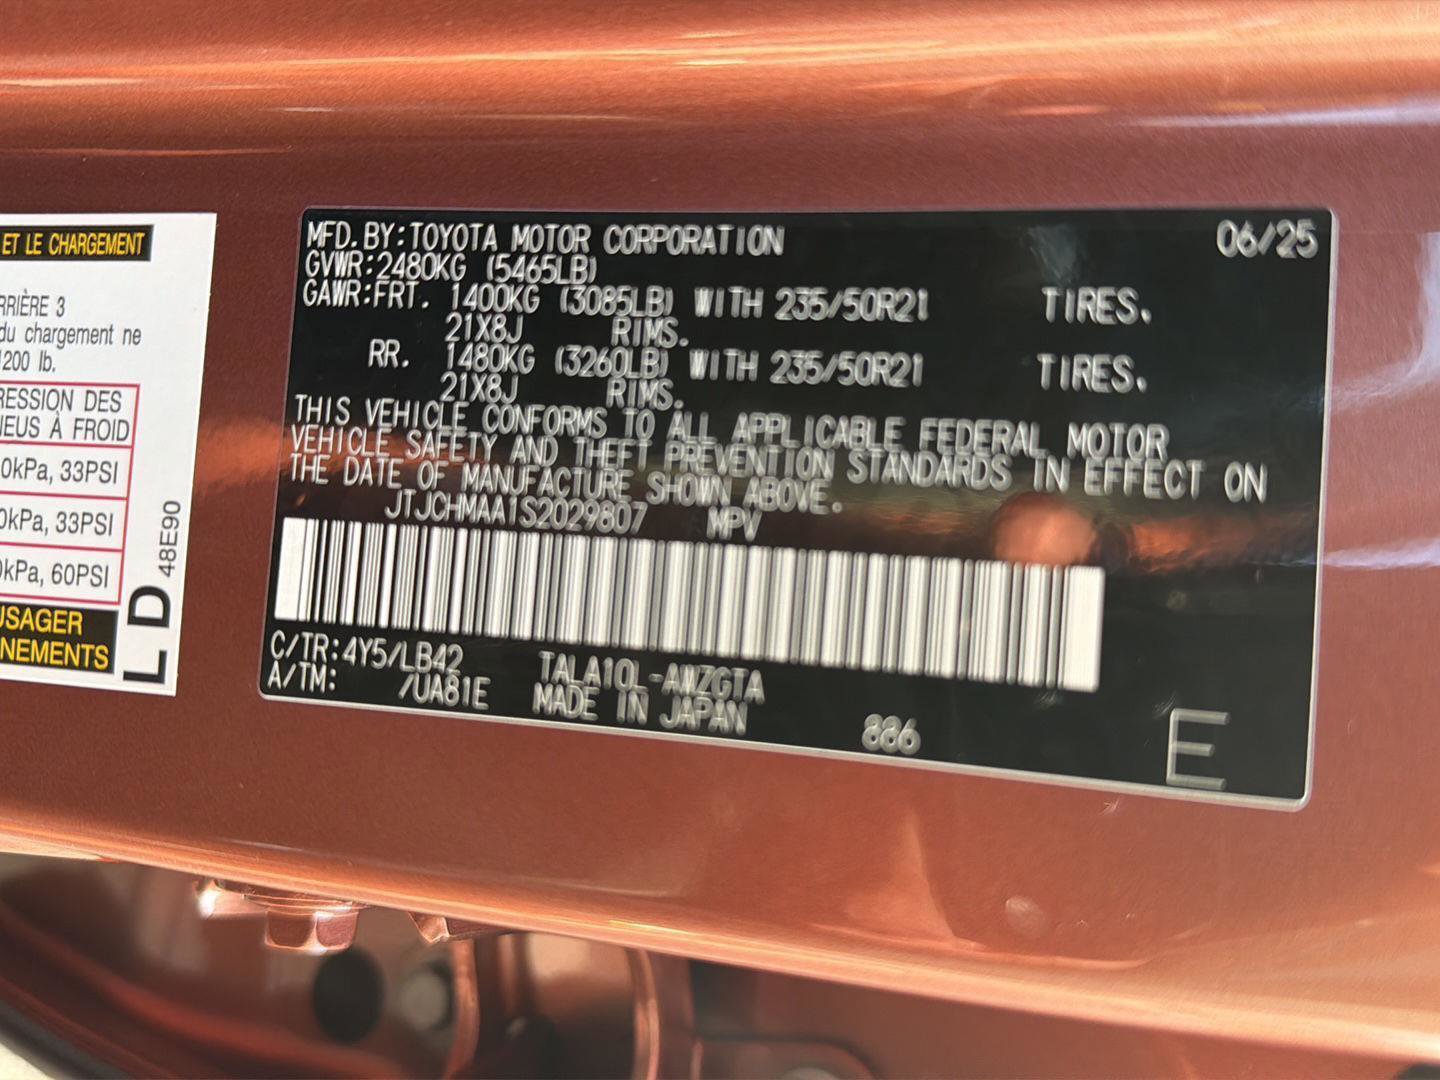 ET LE CHARGEMENT
RRIÈRE 3
du chargement ne
1200 lb.
RESSION DES
NEUS À FROID
0kPa, 33PSI
0kPa, 33PSI
0kPa, 60PSI
USAGER
NEMENTS
L D 48E90
MFD. BY: TOYOTA MOTOR CORPORATION 06/25
GVWR: 2480KG (5465LB)
GAWR: FRT. 1400KG (3085LB) WITH 235/50R21 TIRES.
21X8J RIMS.
RR. 1480KG (3260LB) WITH 235/50R21 TIRES.
21X8J RIMS.
THIS VEHICLE CONFORMS TO ALL APPLICABLE FEDERAL MOTOR
VEHICLE SAFETY AND THEFT PREVENTION STANDARDS IN EFFECT ON
THE DATE OF MANUFACTURE SHOWN ABOVE.
JTJCHMAA1S2029807 MPV
C/TR: 4Y5/LB42 TALA10L-AWZGTA
A/TM: /UA81E MADE IN JAPAN 886
E